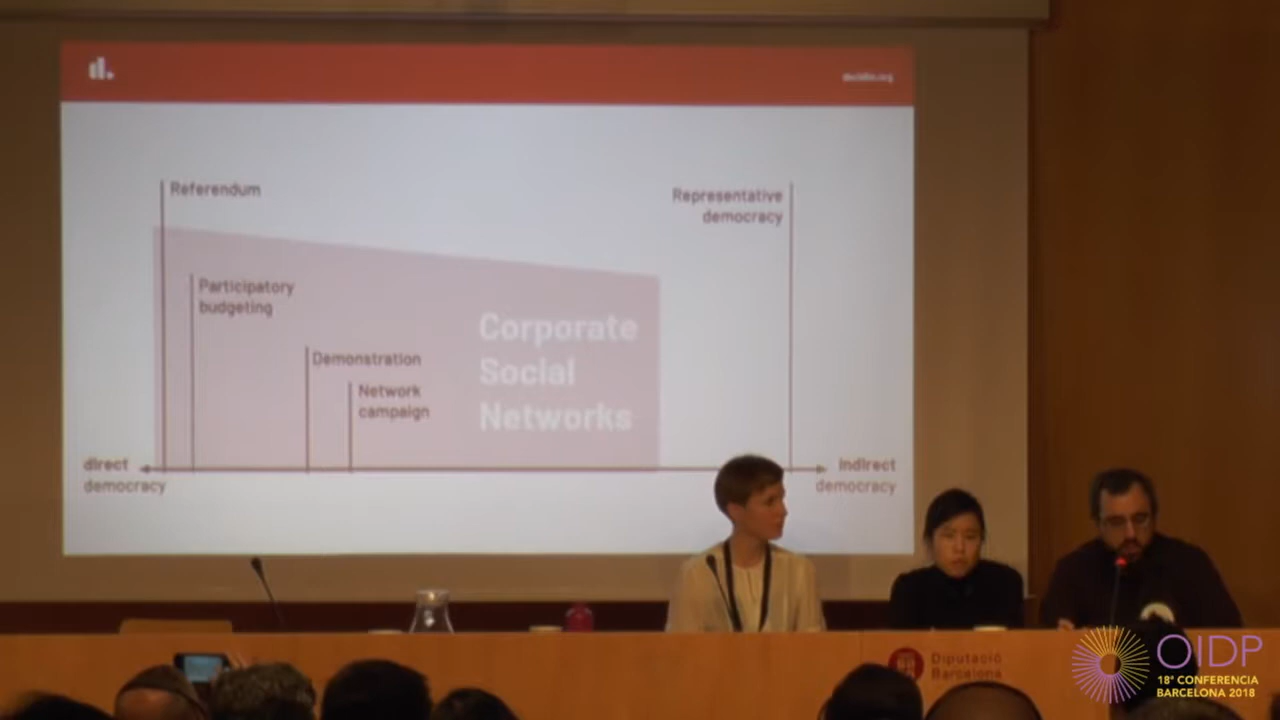 decidim.org
Referendum
Representative
democracy
Participatory
budgeting
Corporate
Social
Networks
Demonstration
Network
campaign
direct
democracy
indirect
democracy
Diputació
Barcelona
OIDP
18ª CONFERENCIA
BARCELONA 2018